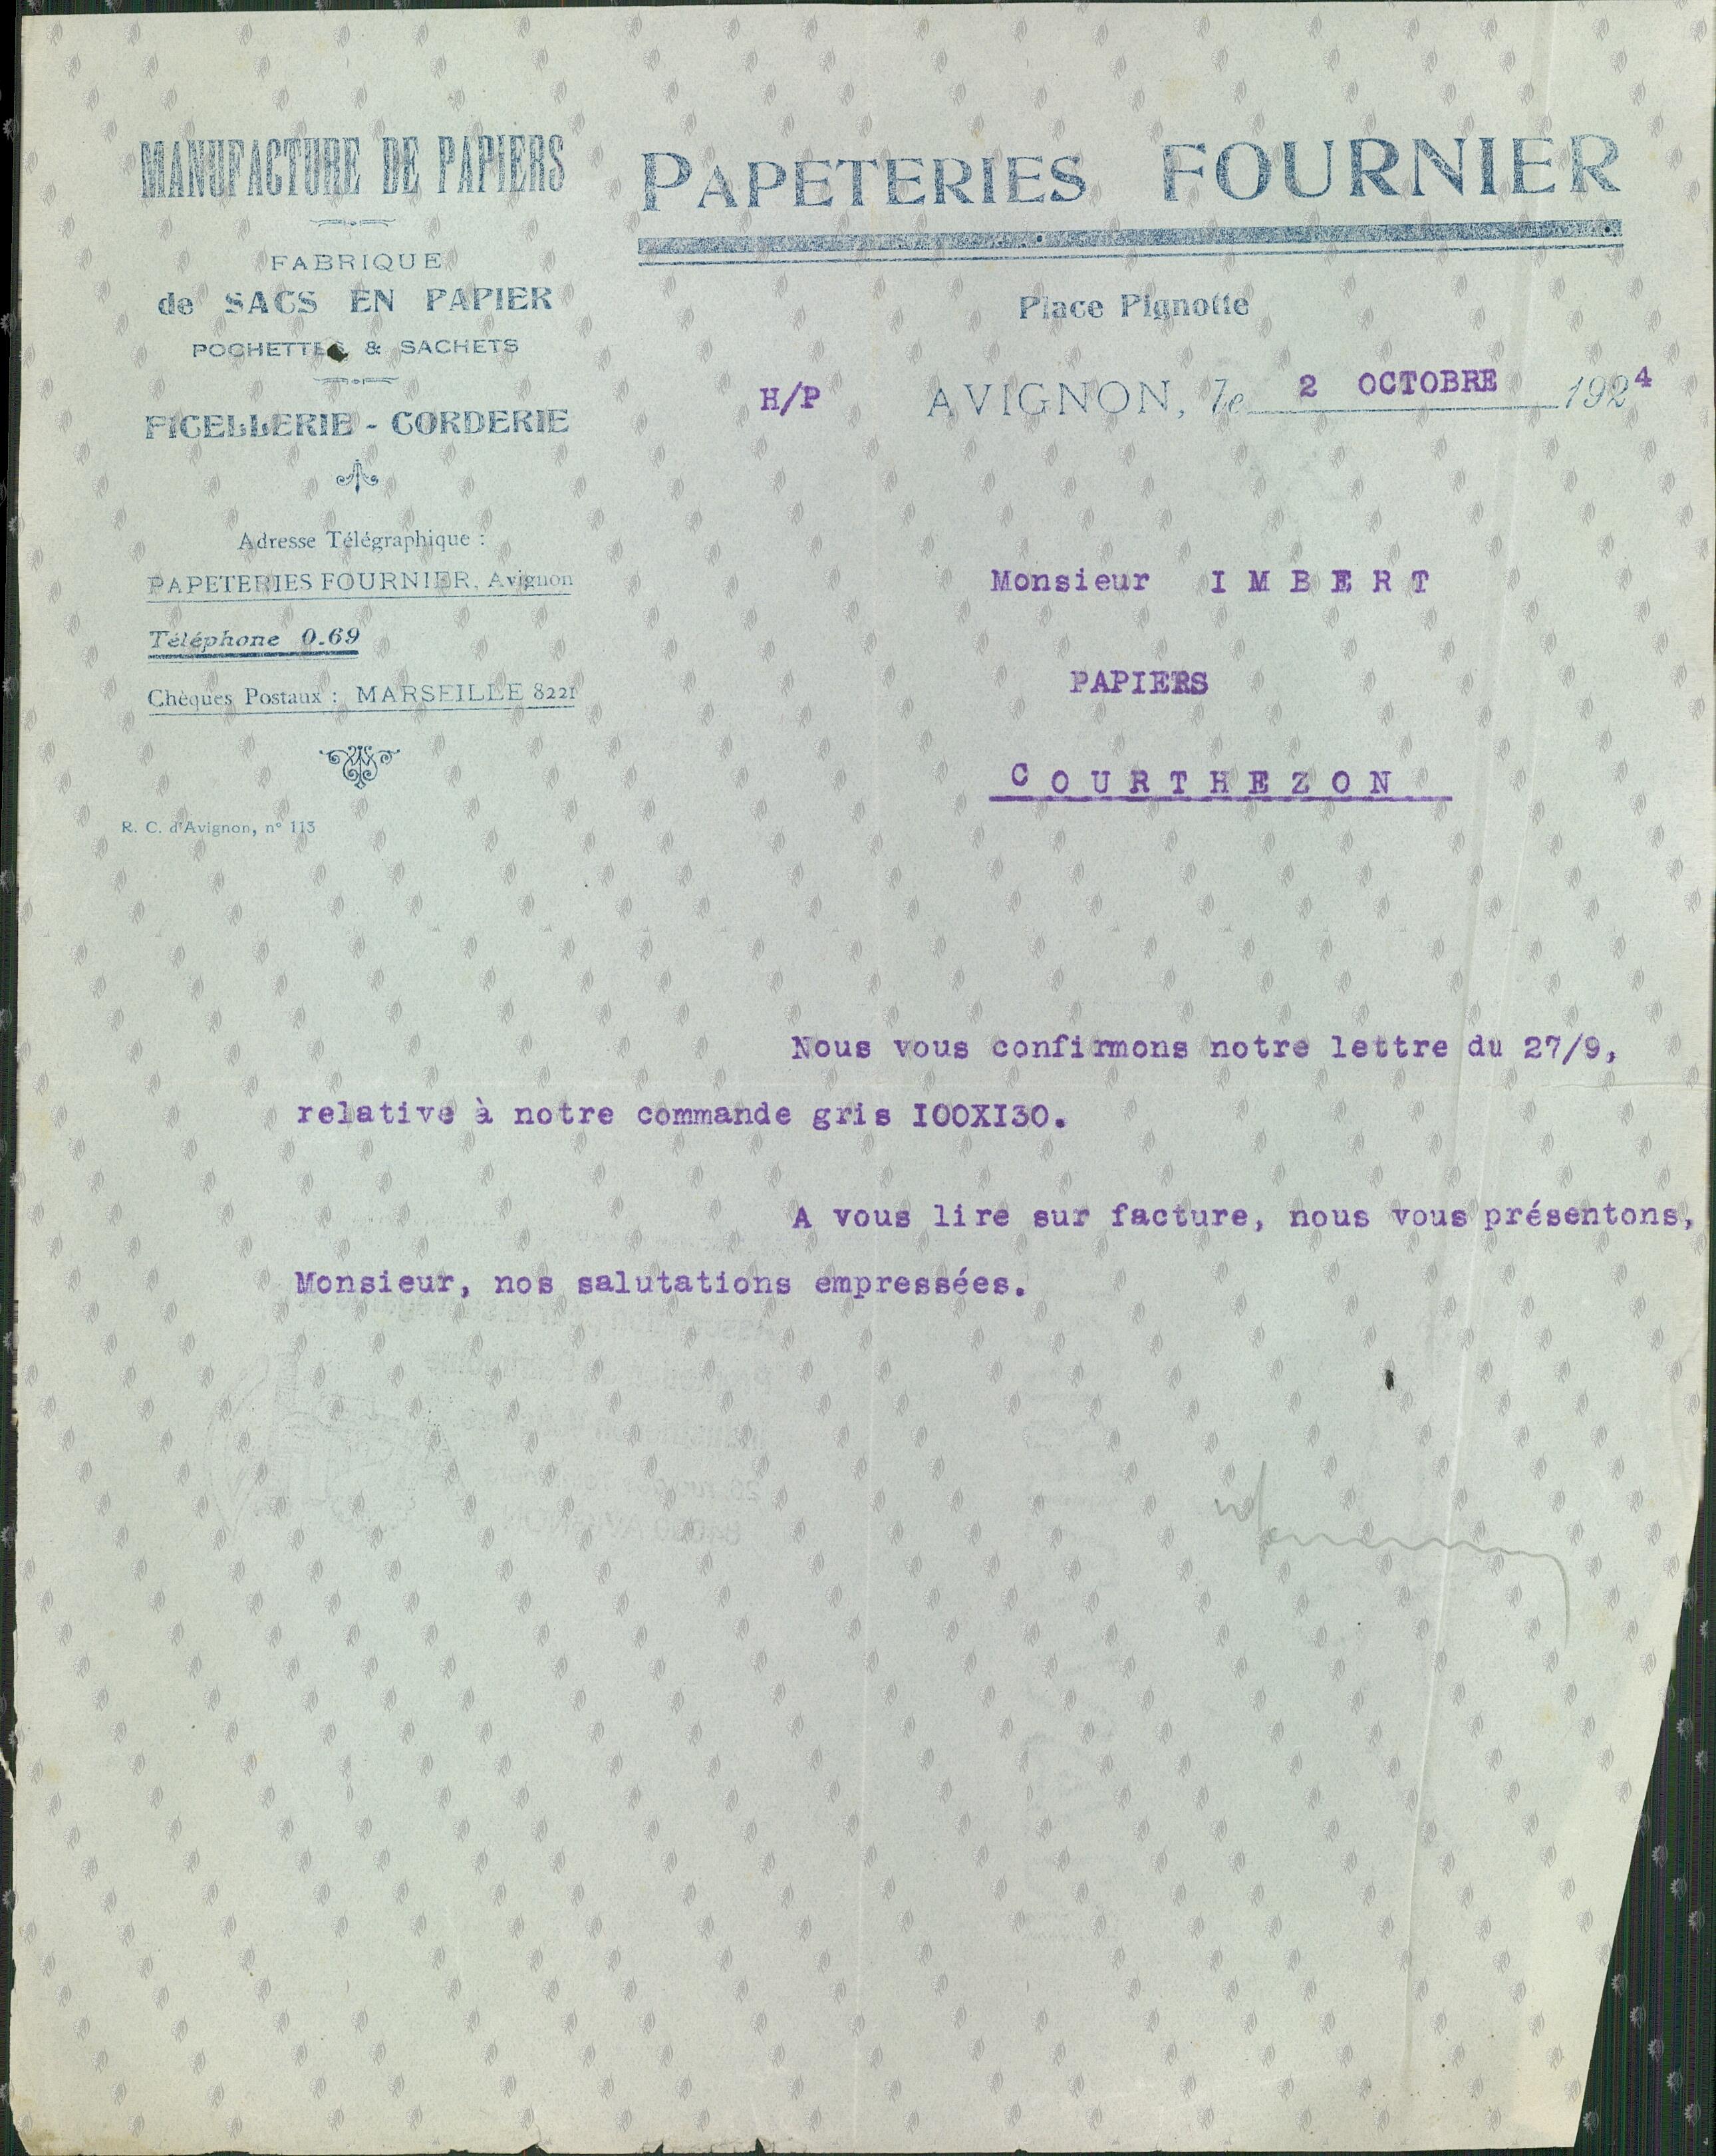 MANUFACTURE DE PAPIERS
FABRIQUE
de SACS EN PAPIER
POCHETTES & SACHETS
FICELLERIE - CORDERIE
Adresse Télégraphique :
PAPETERIES FOURNIER, Avignon
Téléphone 0.69
Chèques Postaux : MARSEILLE 8221
R. C. d'Avignon, nº 113
PAPETERIES FOURNIER
Place Pignotte
H/P AVIGNON, le 2 OCTOBRE 1924
Monsieur I M B E R T
PAPIERS
C O U R T H E Z O N
Nous vous confirmons notre lettre du 27/9,
relative à notre commande gris I00XI30.
A vous lire sur facture, nous vous présentons,
Monsieur, nos salutations empressées.